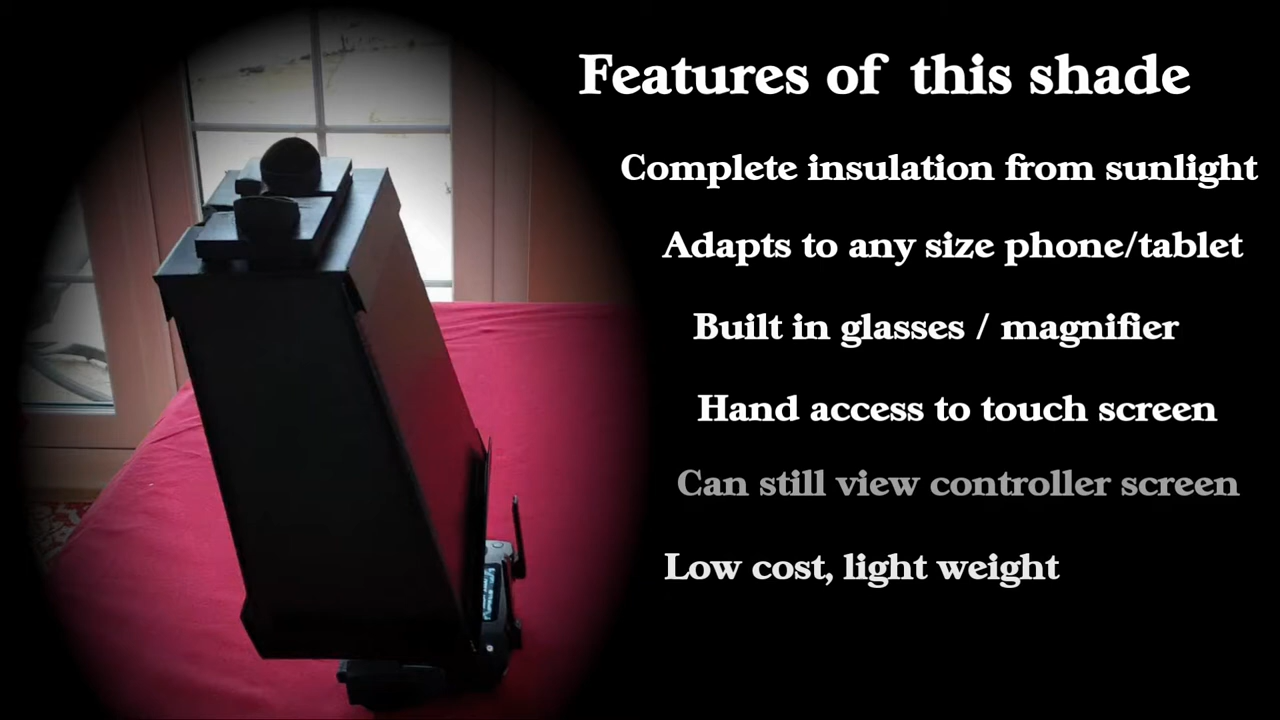 Features of this shade
Complete insulation from sunlight
Adapts to any size phone/tablet
Built in glasses / magnifier
Hand access to touch screen
Can still view controller screen
Low cost, light weight